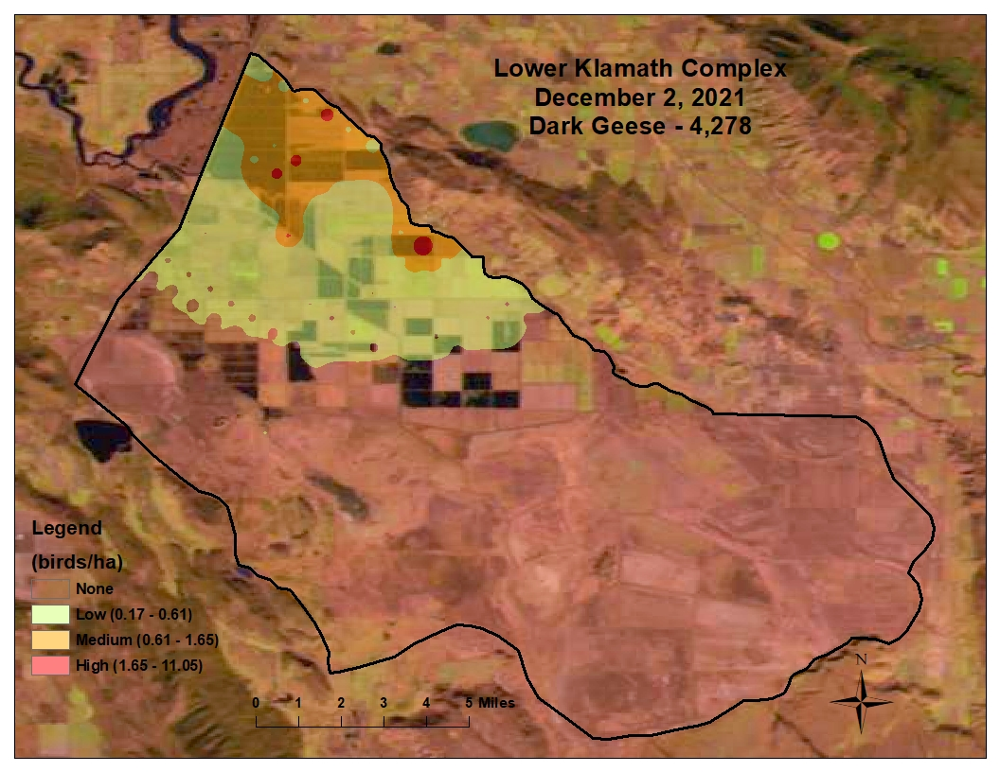 Lower Klamath Complex
December 2, 2021
Dark Geese - 4,278
Legend
(birds/ha)
None
Low (0.17 - 0.61)
Medium (0.61 - 1.65)
High (1.65 - 11.05)
0 1 2 3 4 5 Miles
N